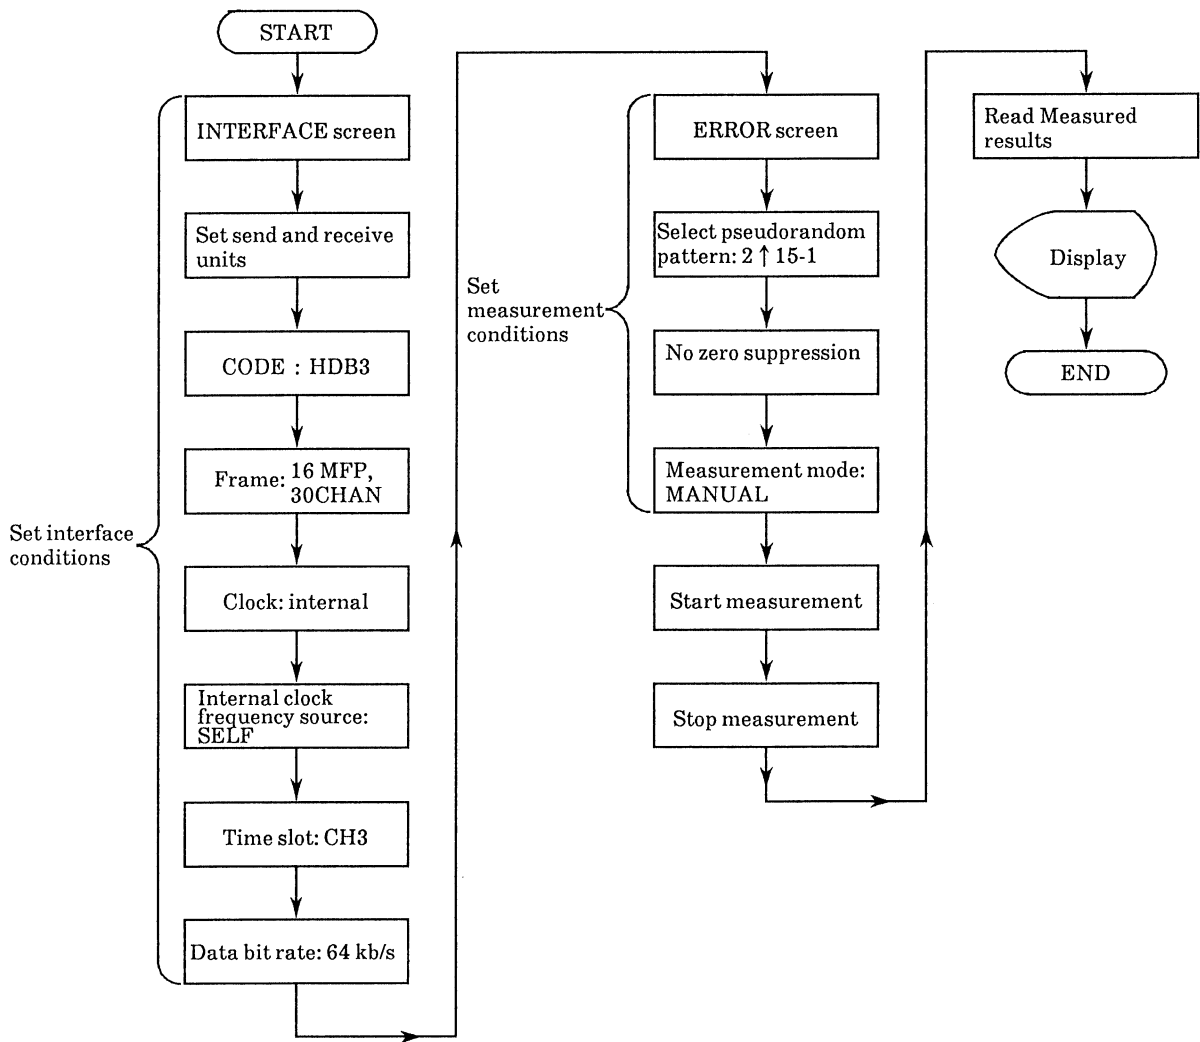 START
INTERFACE screen
Set send and receive
units
CODE : HDB3
Frame: 16 MFP,
30CHAN
Set interface
conditions
Clock: internal
Internal clock
frequency source:
SELF
Time slot: CH3
Data bit rate: 64 kb/s
ERROR screen
Select pseudorandom
pattern: 2 ↑ 15-1
Set
measurement
conditions
No zero suppression
Measurement mode:
MANUAL
Start measurement
Stop measurement
Read Measured
results
Display
END